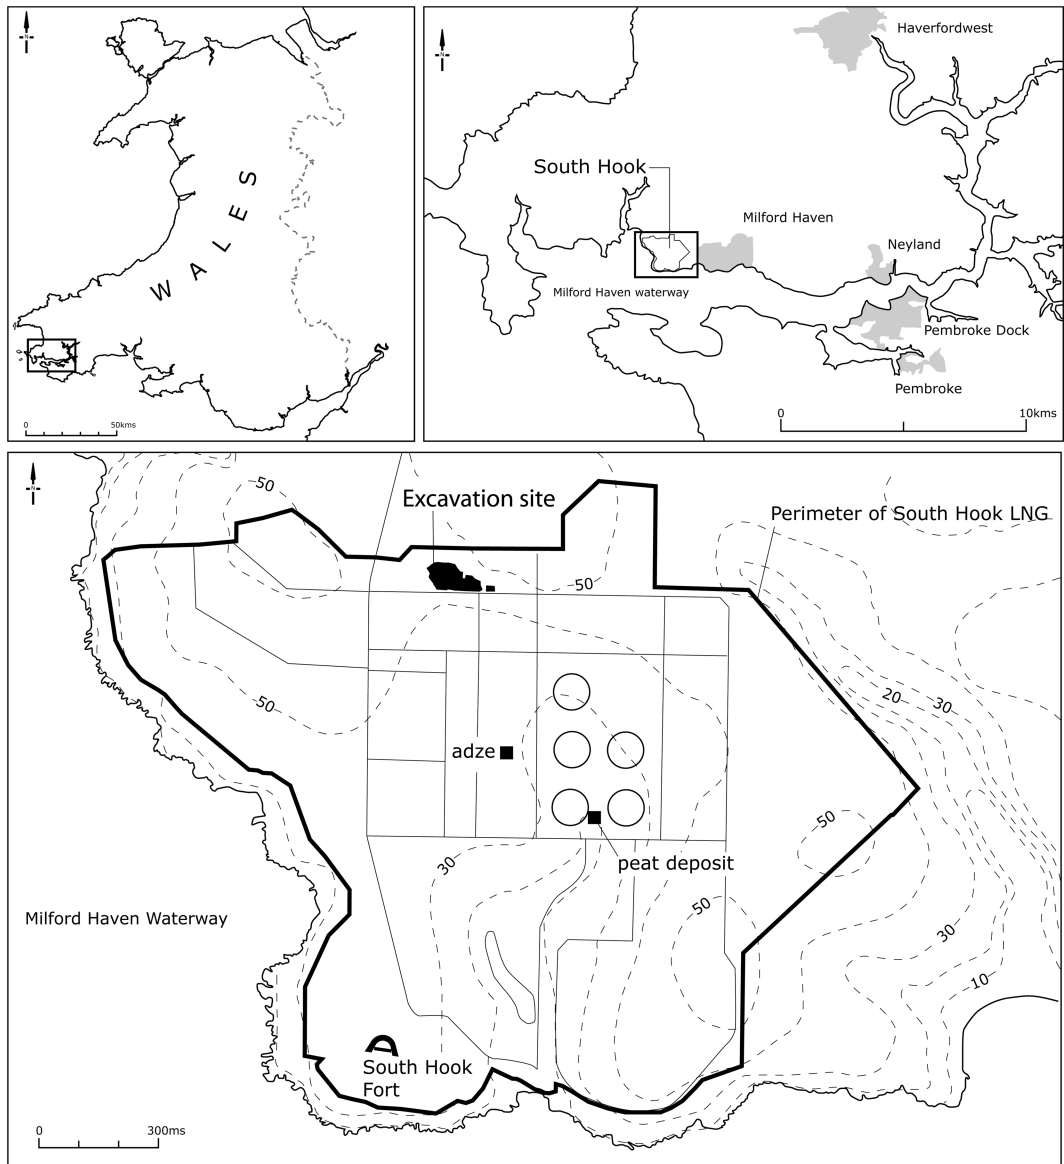 N
WALES
0
50kms
N
Haverfordwest
South Hook
Milford Haven
Neyland
Milford Haven waterway
Pembroke Dock
Pembroke
0
10kms
N
50
Excavation site
Perimeter of South Hook LNG
50
20
30
50
adze
50
peat deposit
30
50
Milford Haven Waterway
30
10
South Hook
Fort
0
300ms